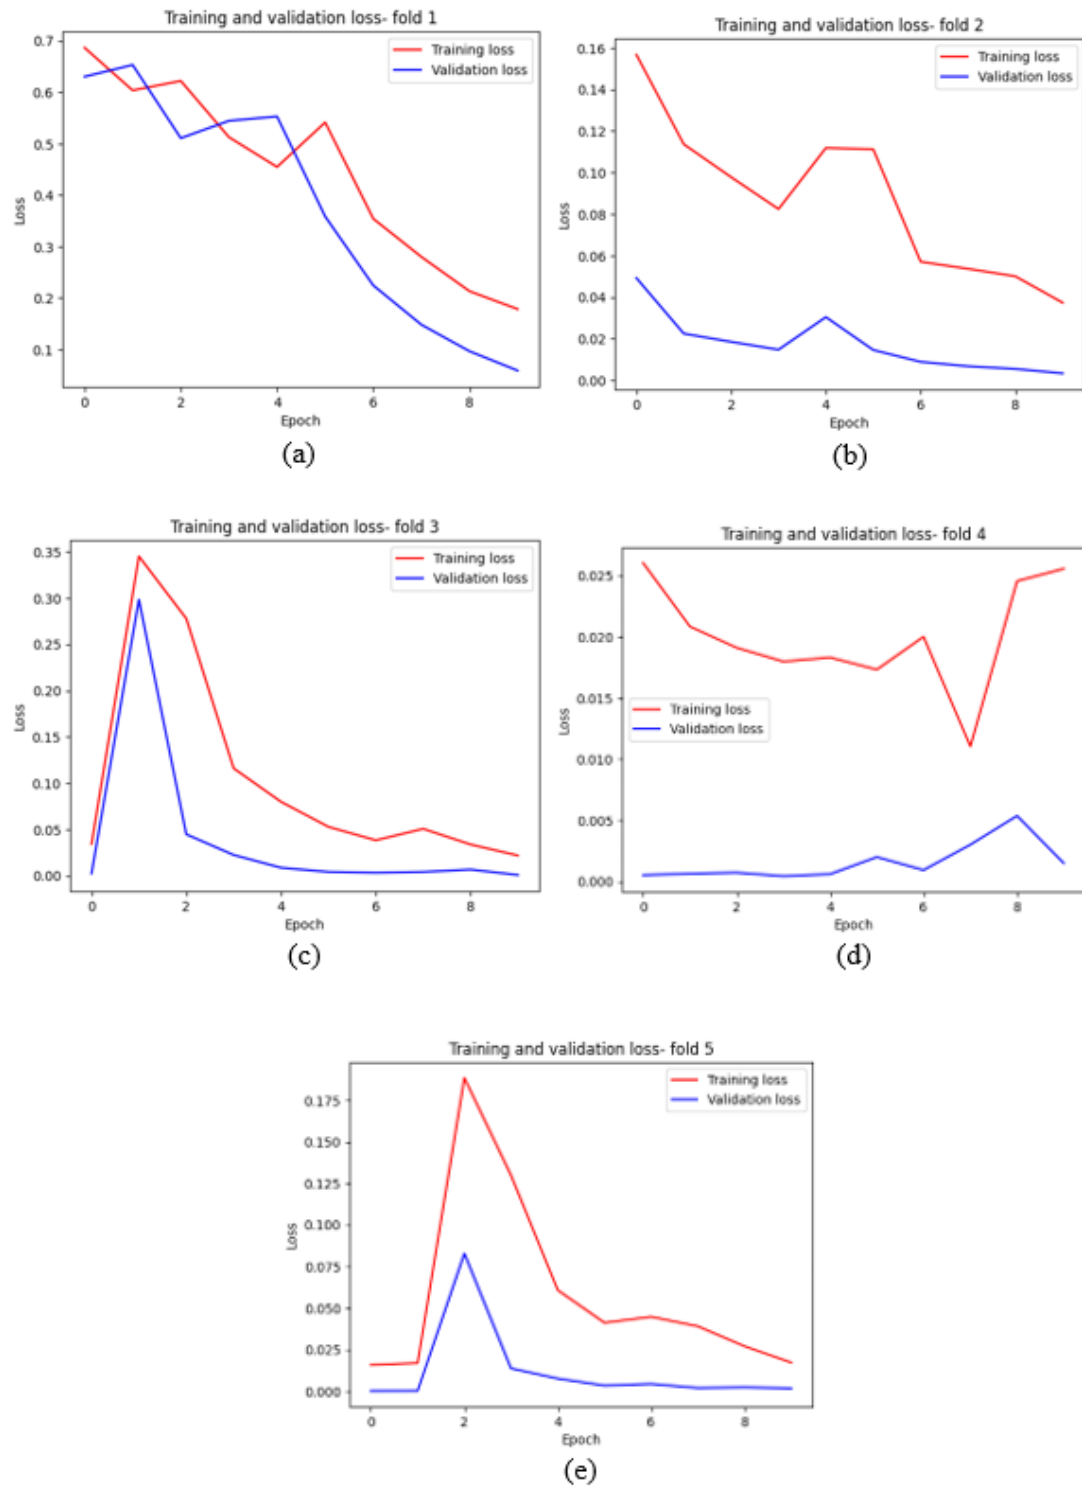 Training and validation loss- fold 1
Training loss
Validation loss
0.7
0.6
0.5
0.4
0.3
0.2
0.1
Loss
0 2 4 6 8
Epoch
(a)
Training and validation loss- fold 2
Training loss
Validation loss
0.16
0.14
0.12
0.10
0.08
0.06
0.04
0.02
0.00
Loss
0 2 4 6 8
Epoch
(b)
Training and validation loss- fold 3
Training loss
Validation loss
0.35
0.30
0.25
0.20
0.15
0.10
0.05
0.00
Loss
0 2 4 6 8
Epoch
(c)
Training and validation loss- fold 4
0.025
0.020
0.015
0.010
0.005
0.000
Loss
Training loss
Validation loss
0 2 4 6 8
Epoch
(d)
Training and validation loss- fold 5
Training loss
Validation loss
0.175
0.150
0.125
0.100
0.075
0.050
0.025
0.000
Loss
0 2 4 6 8
Epoch
(e)